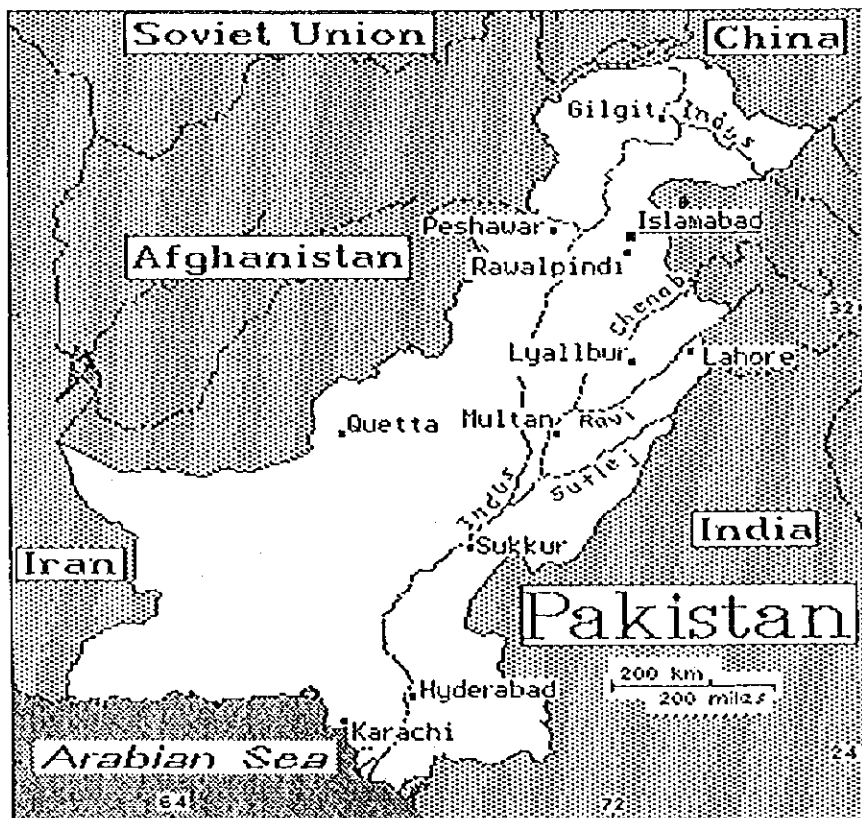 Soviet Union
China
Gilgit
Indus
Peshawar
Islamabad
Afghanistan
Rawalpindi
Chenab
32
Lyallbur
Lahore
Multan
Ravi
Quetta
Sutlej
Indus
India
Sukkur
Iran
Pakistan
200 km
200 miles
Hyderabad
Karachi
Arabian Sea
24
64
72